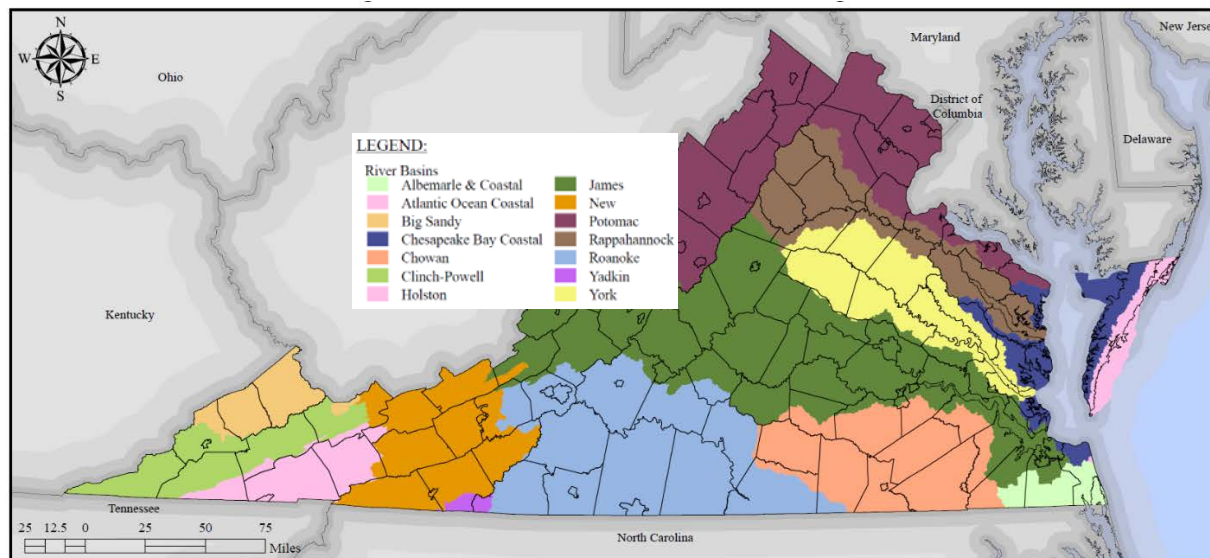 N
W E
S
Ohio
Maryland
New Jerse
District of
Columbia
Delaware
LEGEND:
River Basins
Albemarle & Coastal
Atlantic Ocean Coastal
Big Sandy
Chesapeake Bay Coastal
Chowan
Clinch-Powell
Holston
James
New
Potomac
Rappahannock
Roanoke
Yadkin
York
Kentucky
Tennessee
North Carolina
25 12.5 0 25 50 75
Miles